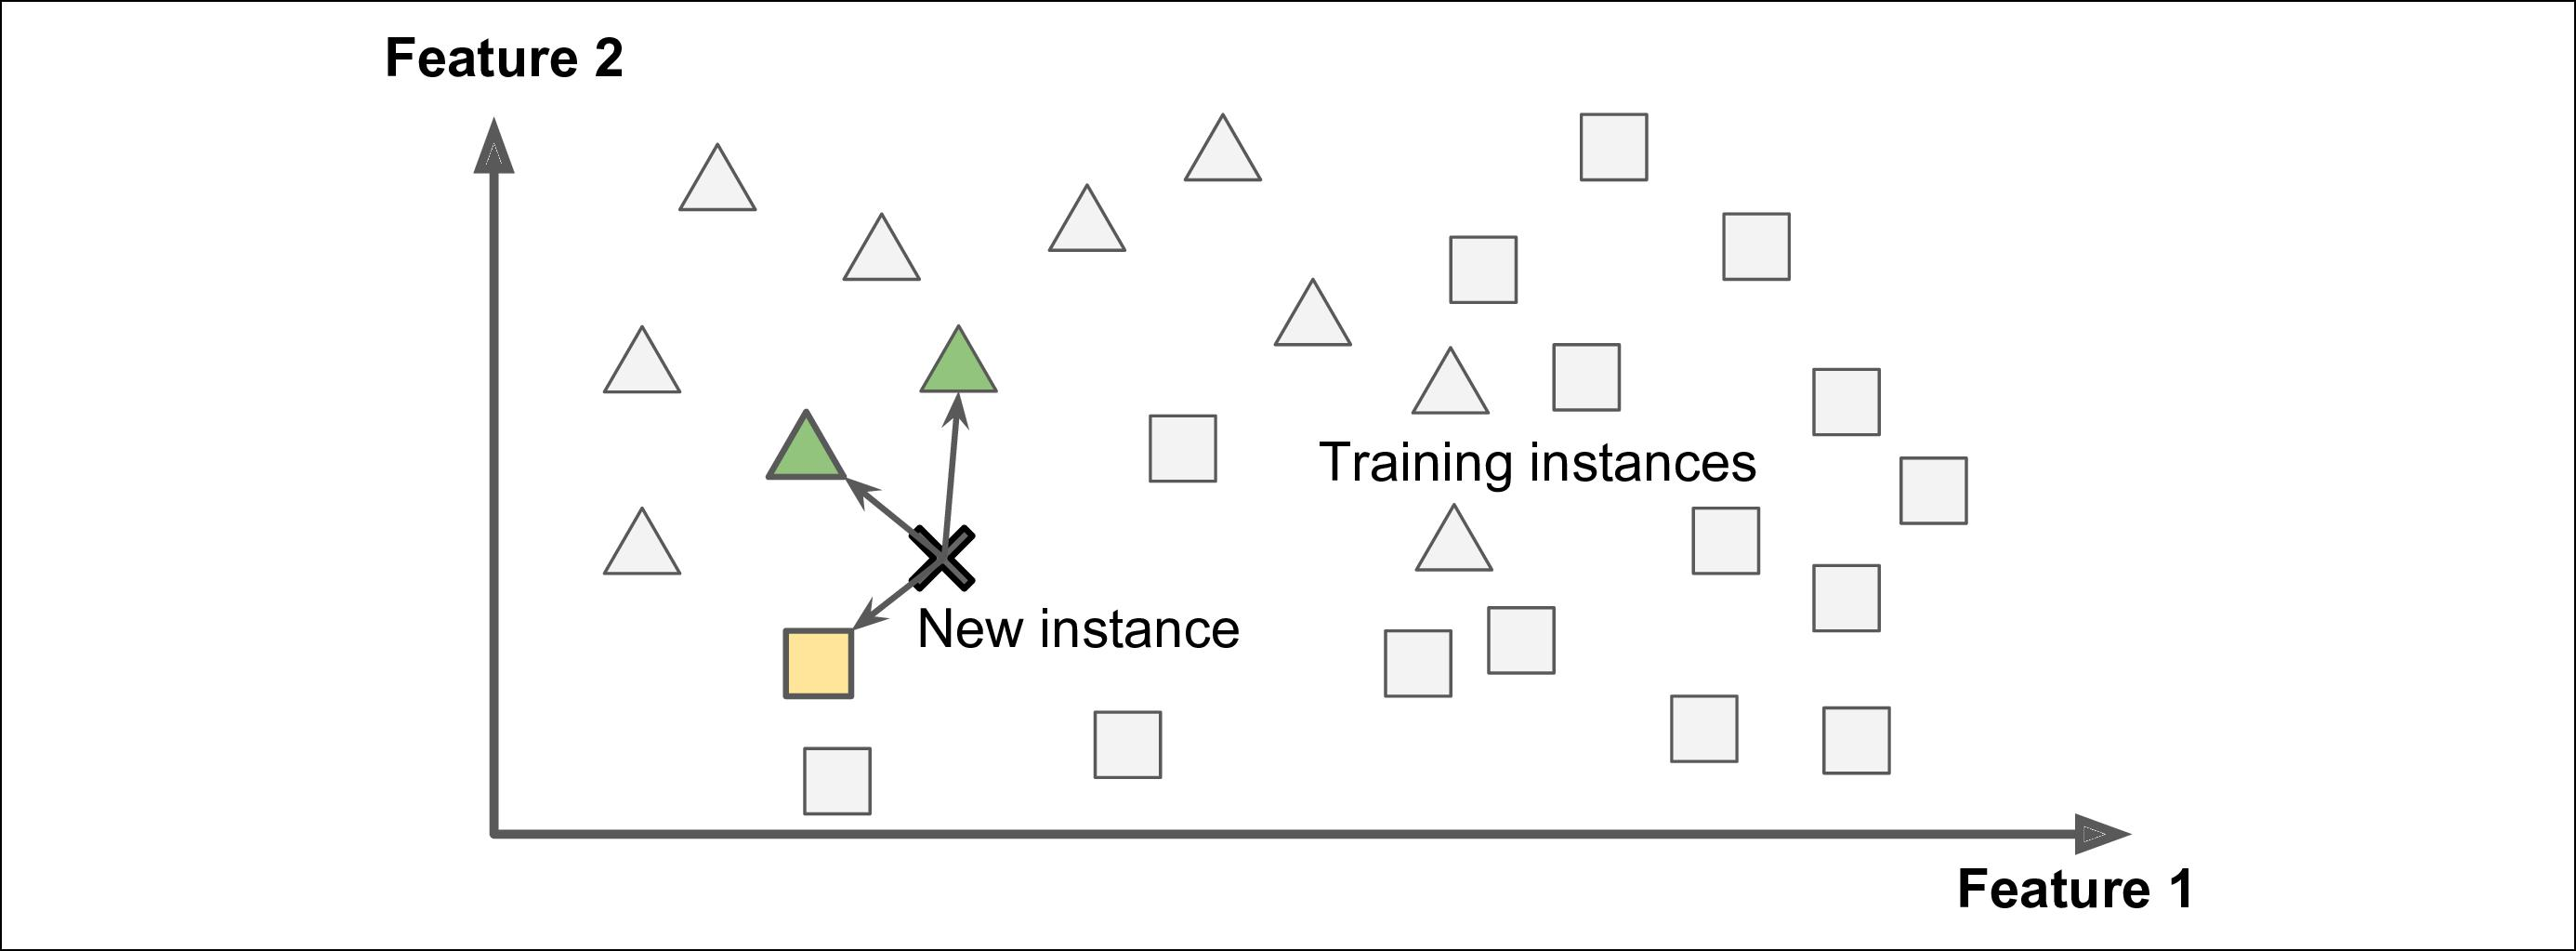 Feature 2
Training instances
New instance
Feature 1